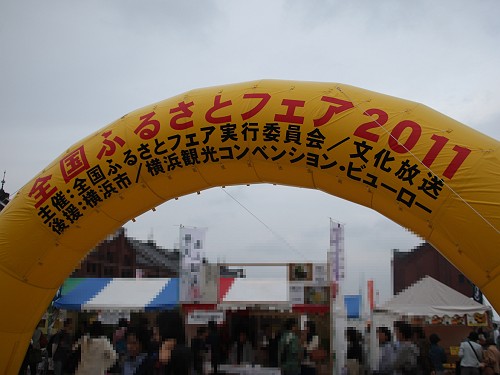 全国ふるさとフェア2011
主催:全国ふるさとフェア実行委員会/文化放送
後援:横浜市/横浜観光コンベンション・ビューロー